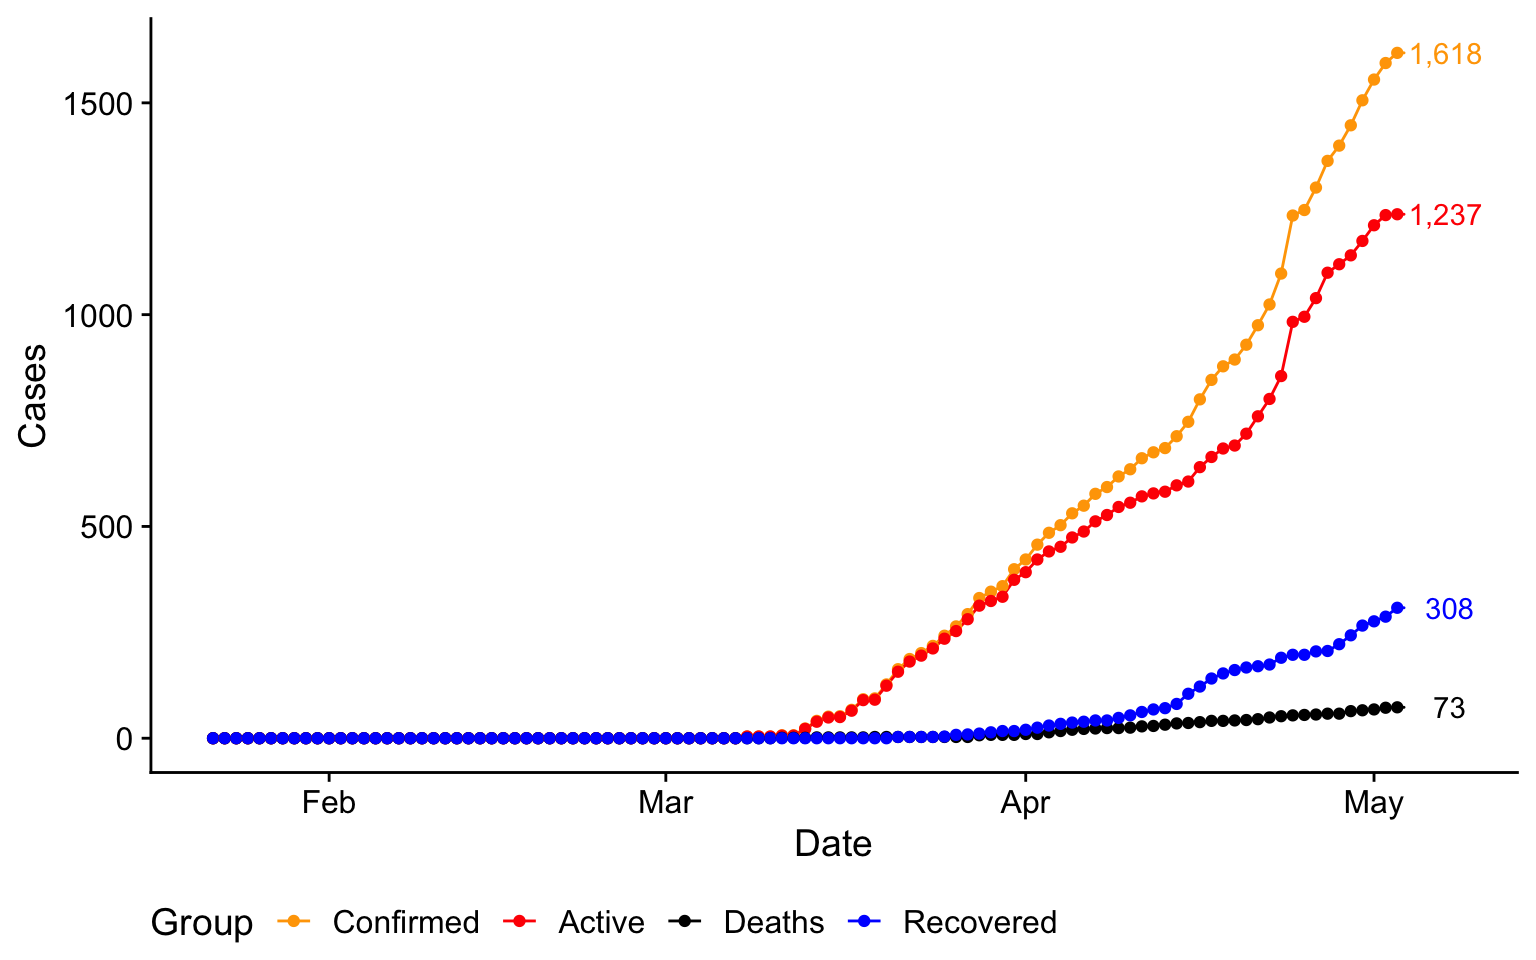 1,618
1500
1,237
1000
Cases
500
308
73
0
Feb Mar Apr May
Date
Group Confirmed Active Deaths Recovered